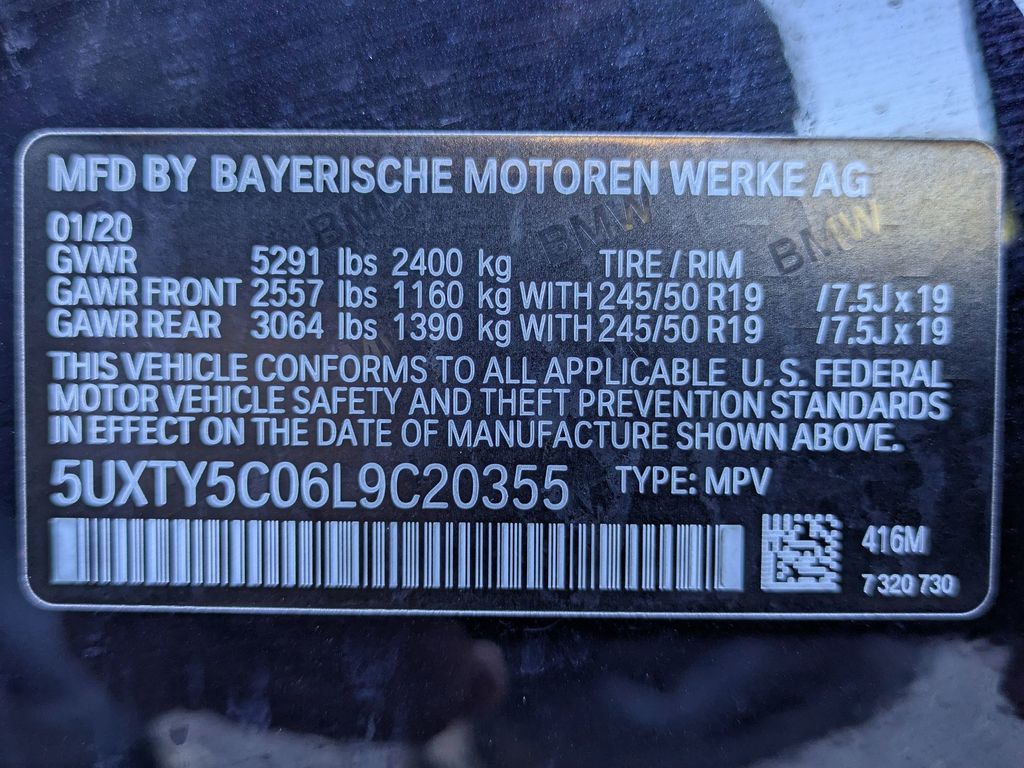 MFD BY BAYERISCHE MOTOREN WERKE AG
BMW BMW BMW
01/20
GVWR 5291 lbs 2400 kg TIRE / RIM
GAWR FRONT 2557 lbs 1160 kg WITH 245/50 R19 /7.5J x 19
GAWR REAR 3064 lbs 1390 kg WITH 245/50 R19 /7.5J x 19
THIS VEHICLE CONFORMS TO ALL APPLICABLE U. S. FEDERAL
MOTOR VEHICLE SAFETY AND THEFT PREVENTION STANDARDS
IN EFFECT ON THE DATE OF MANUFACTURE SHOWN ABOVE.
5UXTY5C06L9C20355 TYPE: MPV
416M
7 320 730